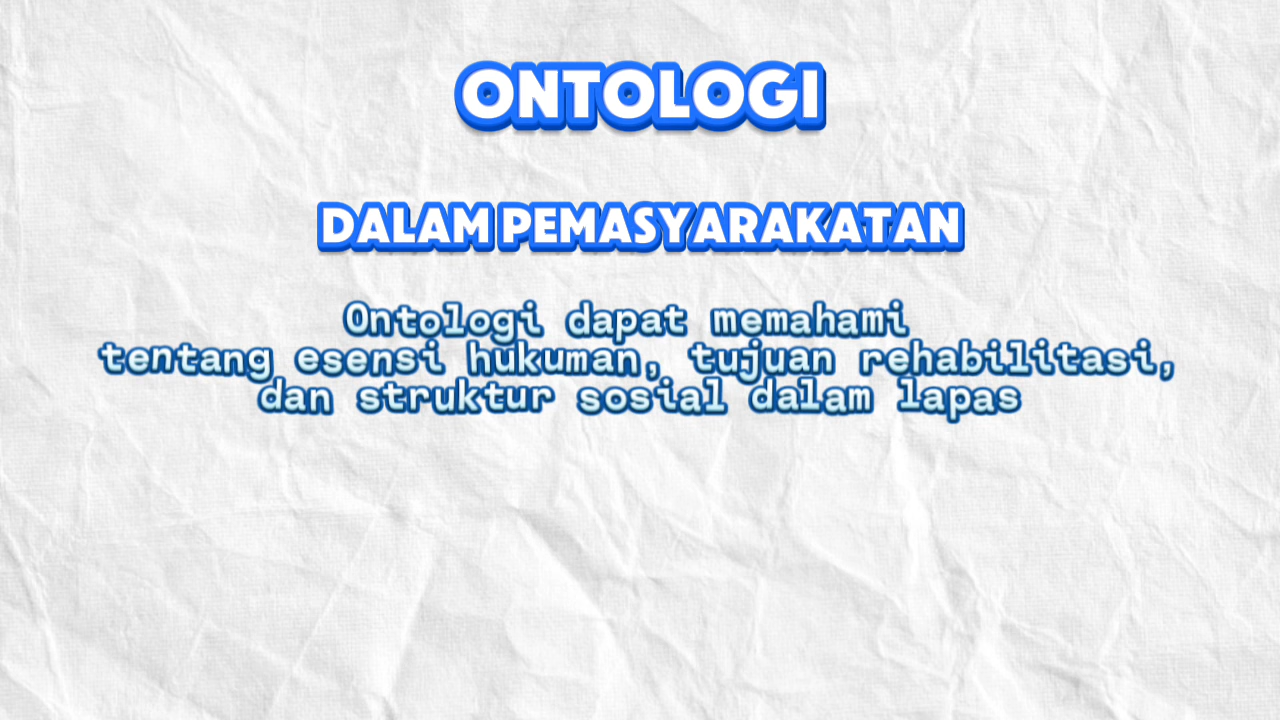 ONTOLOGI
DALAM PEMASYARAKATAN
Ontologi dapat memahami
tentang esensi hukuman, tujuan rehabilitasi,
dan struktur sosial dalam lapas